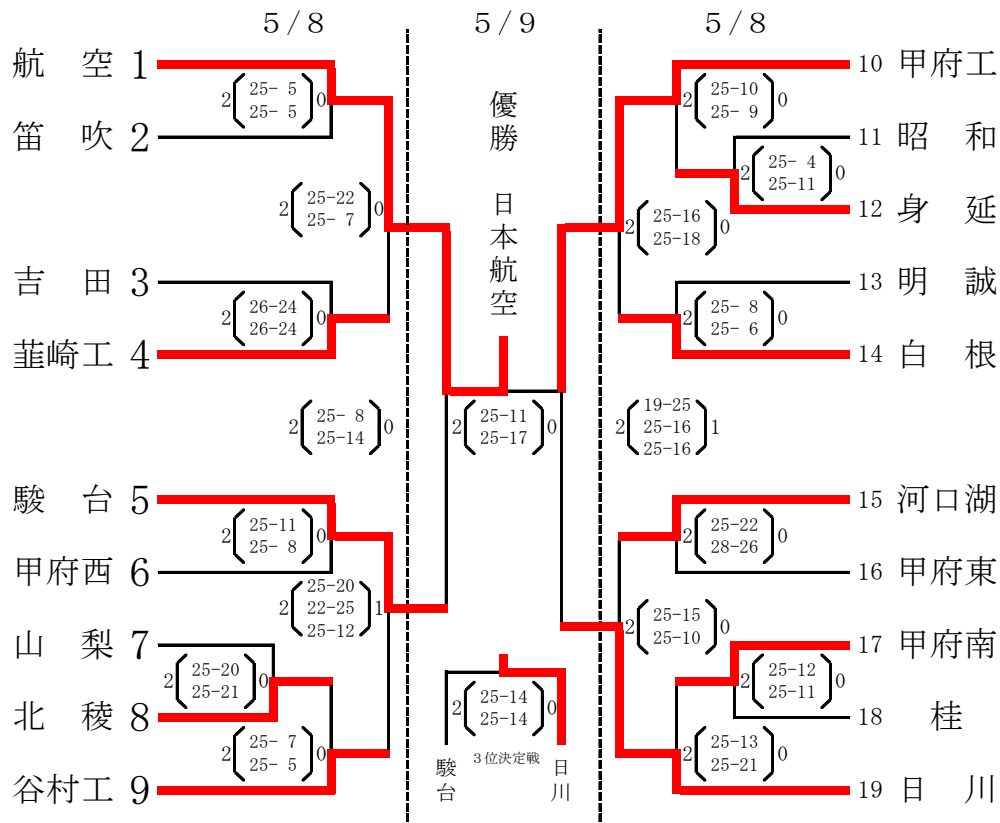 5/8 5/9 5/8
航空 1
2 25- 5 0
25- 5
笛吹 2
2 25-22 0
25- 7
吉田 3
2 26-24 0
26-24
韮崎工 4
2 25- 8 0
25-14
駿台 5
2 25-11 0
25- 8
甲府西 6
2 25-20 1
22-25
25-12
山梨 7
2 25-20 0
25-21
北稜 8
2 25- 7 0
25- 5
谷村工 9
優勝 日本航空
2 25-11 0
25-17
2 25-14 0
25-14
3位決定戦
駿台
日川
10 甲府工
2 25-10 0
25- 9
11 昭和
2 25- 4 0
25-11
12 身延
2 25-16 0
25-18
13 明誠
2 25- 8 0
25- 6
14 白根
2 19-25 1
25-16
25-16
15 河口湖
2 25-22 0
28-26
16 甲府東
2 25-15 0
25-10
17 甲府南
2 25-12 0
25-11
18 桂
2 25-13 0
25-21
19 日川